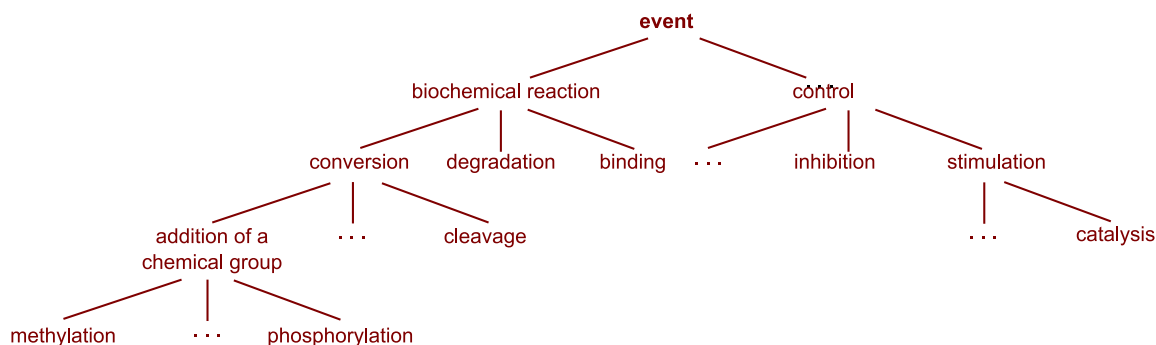 event
biochemical reaction
. . .
control
conversion
degradation
binding
. . .
inhibition
stimulation
addition of a
chemical group
. . .
cleavage
. . .
catalysis
methylation
. . .
phosphorylation